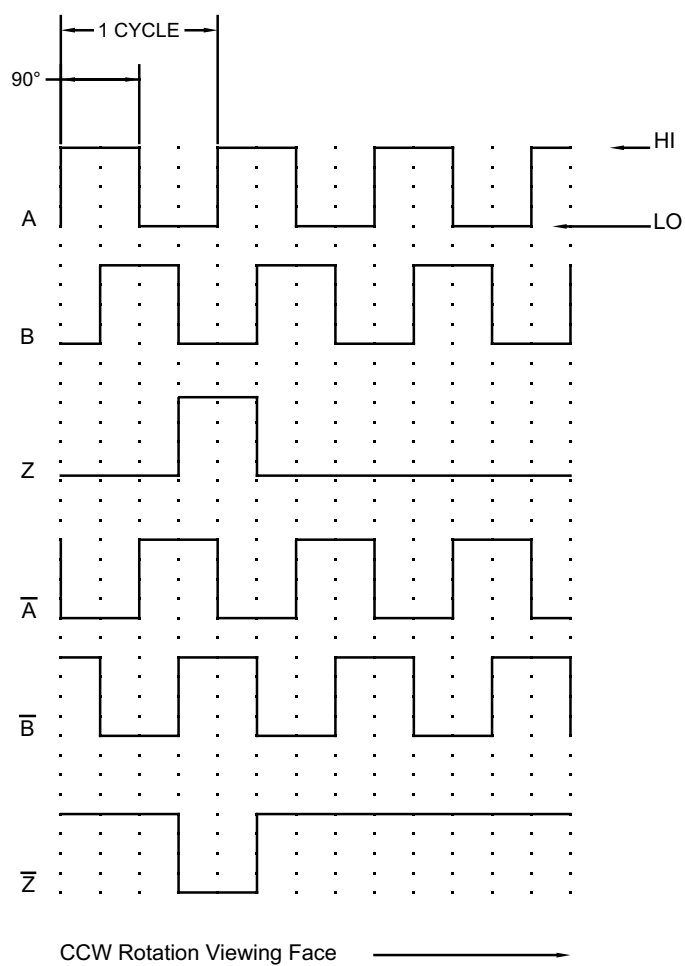 1 CYCLE
90°
HI
A
LO
B
Z
A̅
B̅
Z̅
CCW Rotation Viewing Face